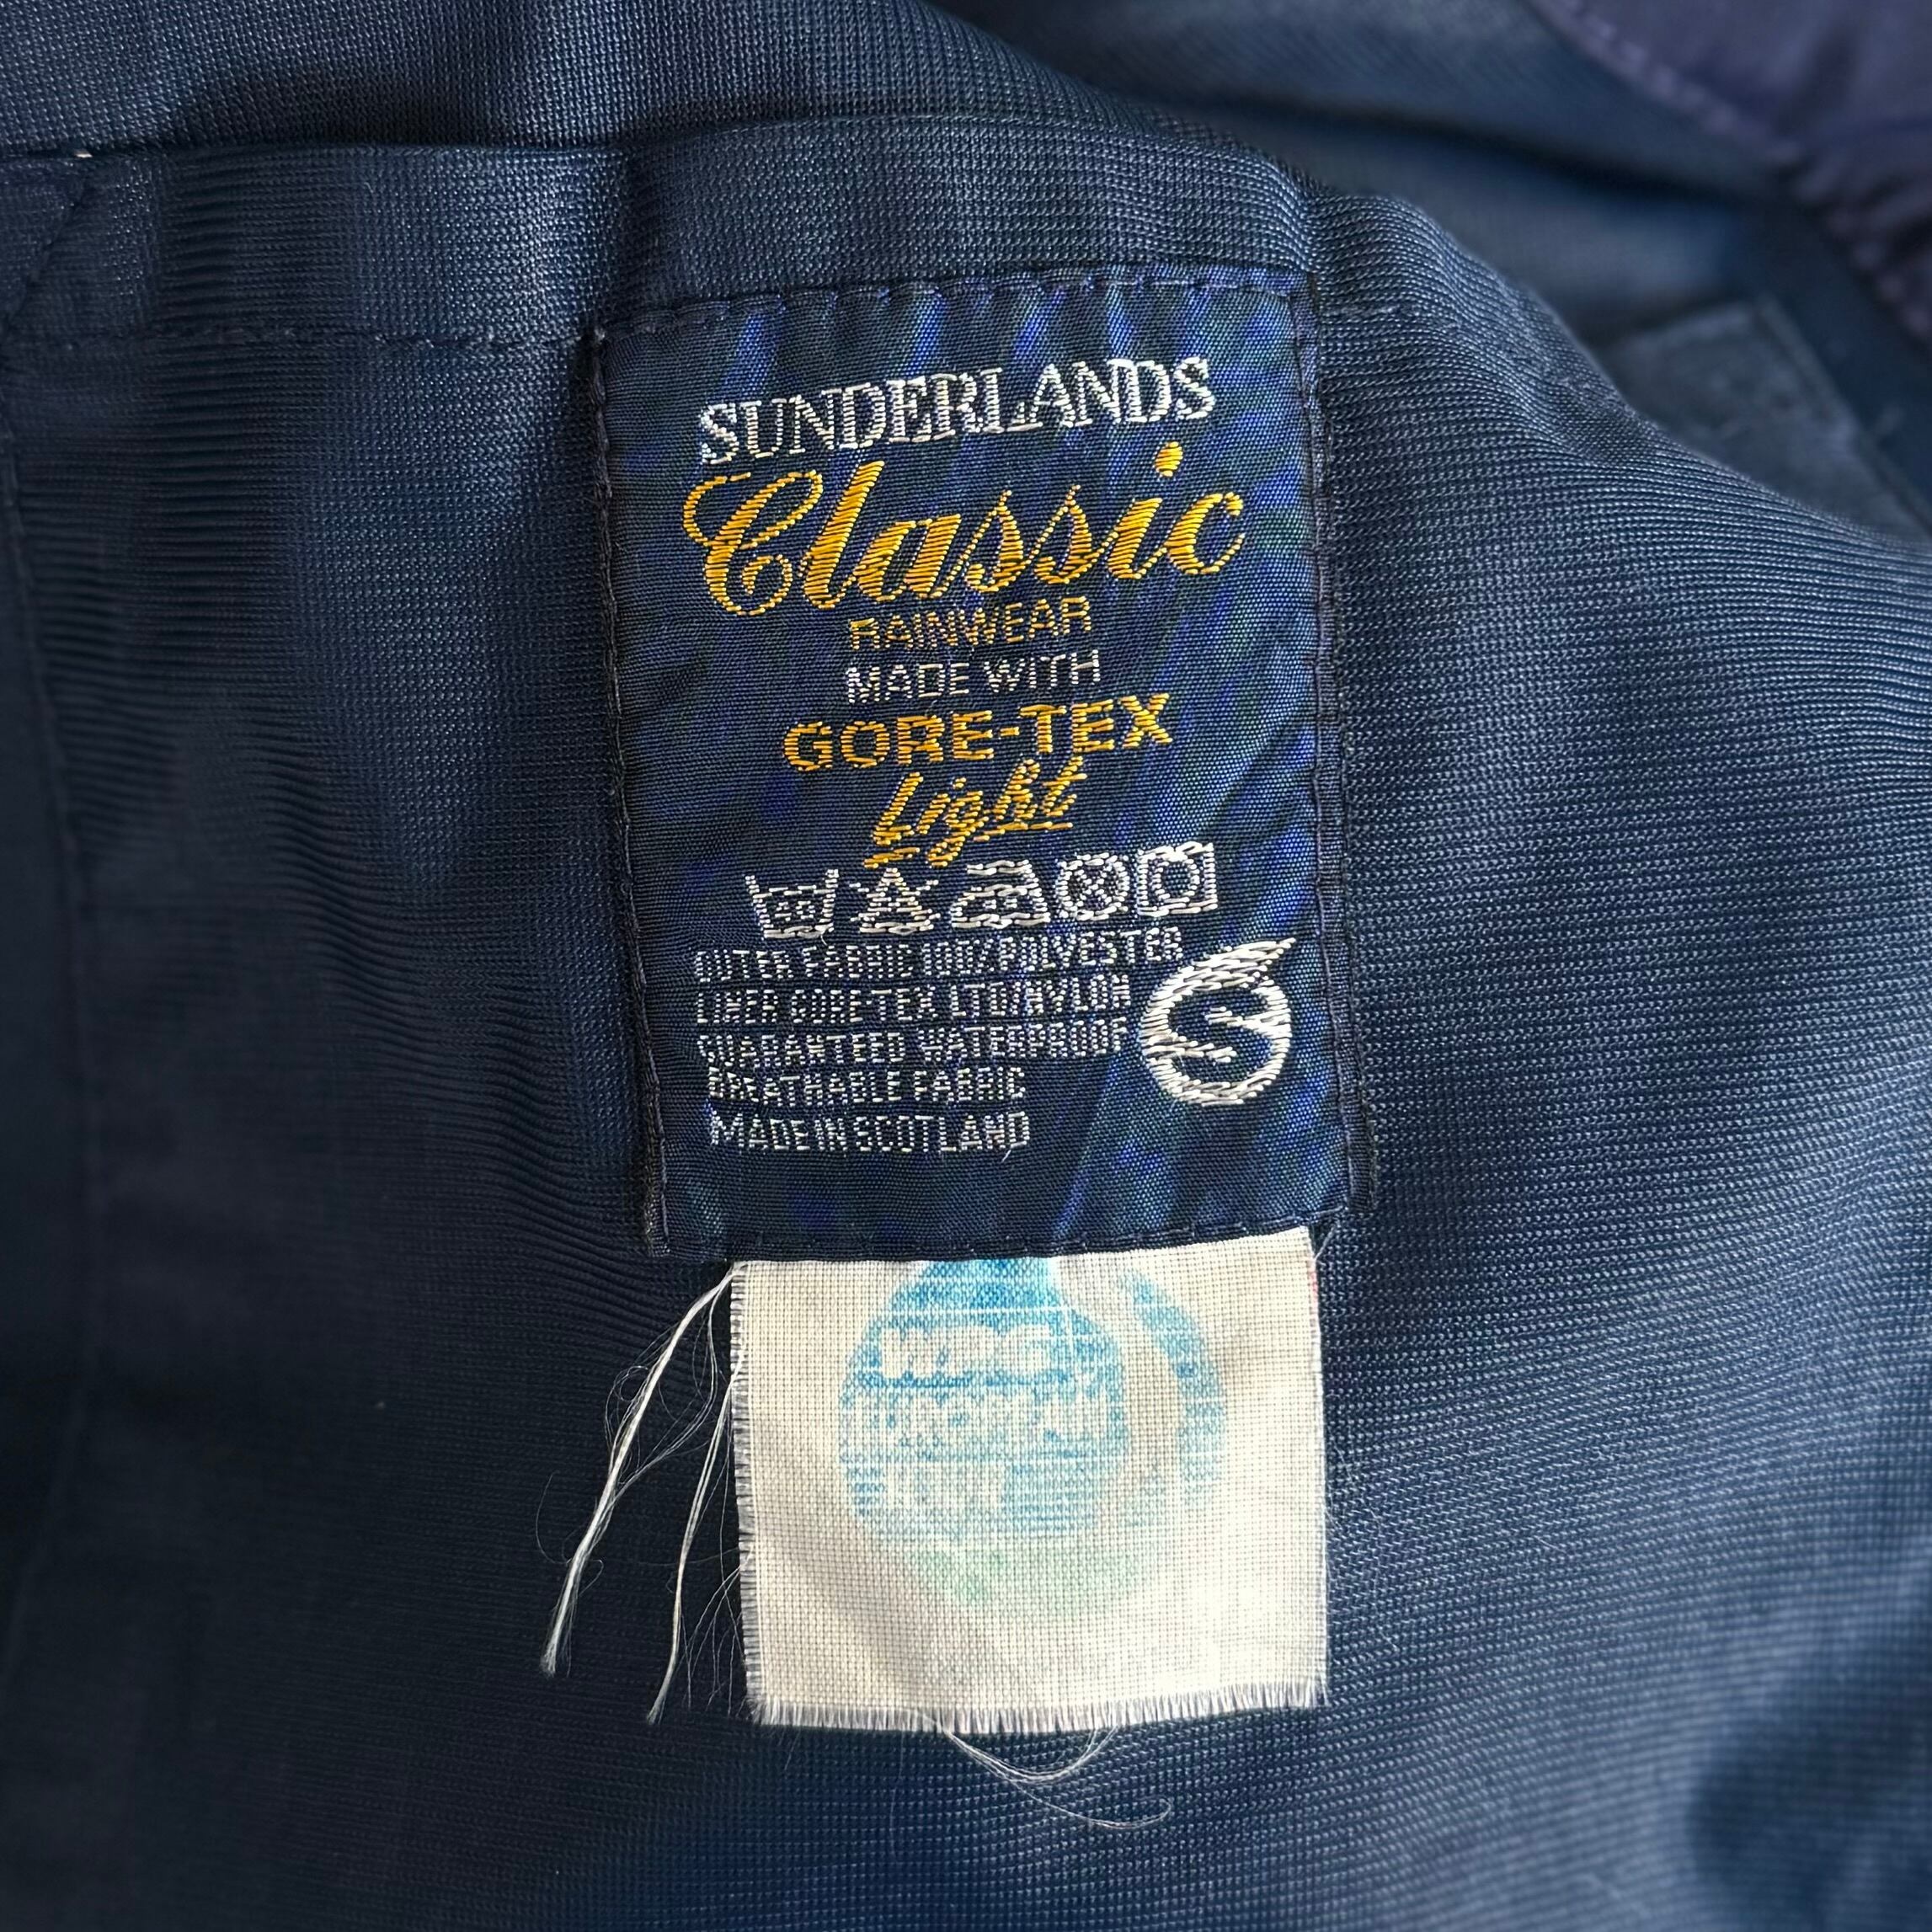 SUNDERLANDS
Classic
RAINWEAR
MADE WITH
GORE-TEX
Light
OUTER FABRIC 100% POLYESTER
LINER GORE-TEX LTD/NYLON
GUARANTEED WATERPROOF
BREATHABLE FABRIC
MADE IN SCOTLAND
S